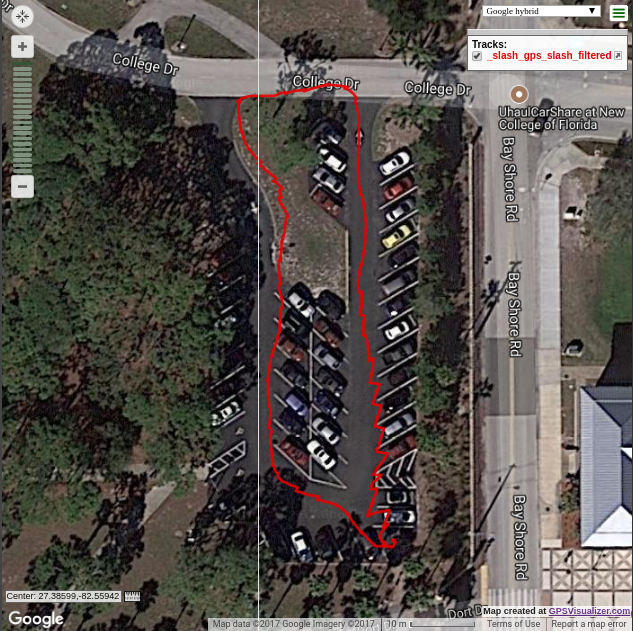 Google hybrid
Tracks:
_slash_gps_slash_filtered
College Dr
College Dr
College Dr
UhaulCarShare at New
College of Florida
Bay Shore Rd
Bay Shore Rd
Bay Shore Rd
Center: 27.38599,-82.55942
Dort D
Map created at GPSVisualizer.com
Google
Map data ©2017 Google Imagery ©2017
10 m
Terms of Use
Report a map error